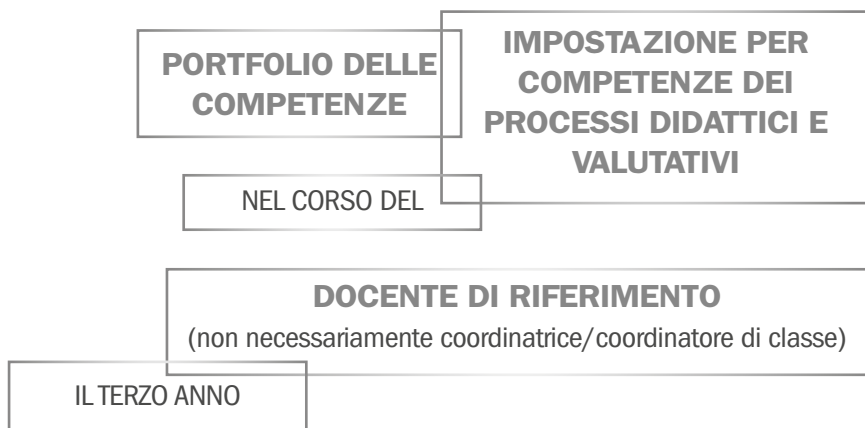 PORTFOLIO DELLE
COMPETENZE
IMPOSTAZIONE PER
COMPETENZE DEI
PROCESSI DIDATTICI E
VALUTATIVI
NEL CORSO DEL
DOCENTE DI RIFERIMENTO
(non necessariamente coordinatrice/coordinatore di classe)
IL TERZO ANNO